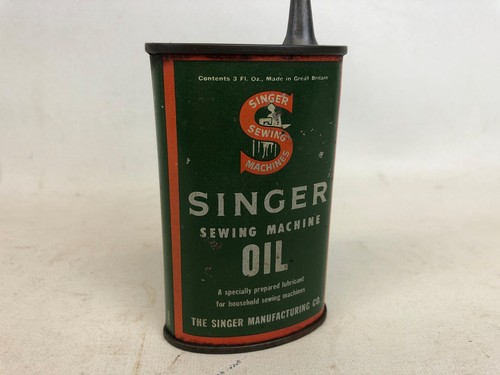 Contents 3 Fl. Oz., Made in Great Britain
SINGER
SEWING
MACHINES
SINGER
SEWING MACHINE
OIL
A specially prepared lubricant
for household sewing machines
THE SINGER MANUFACTURING CO.